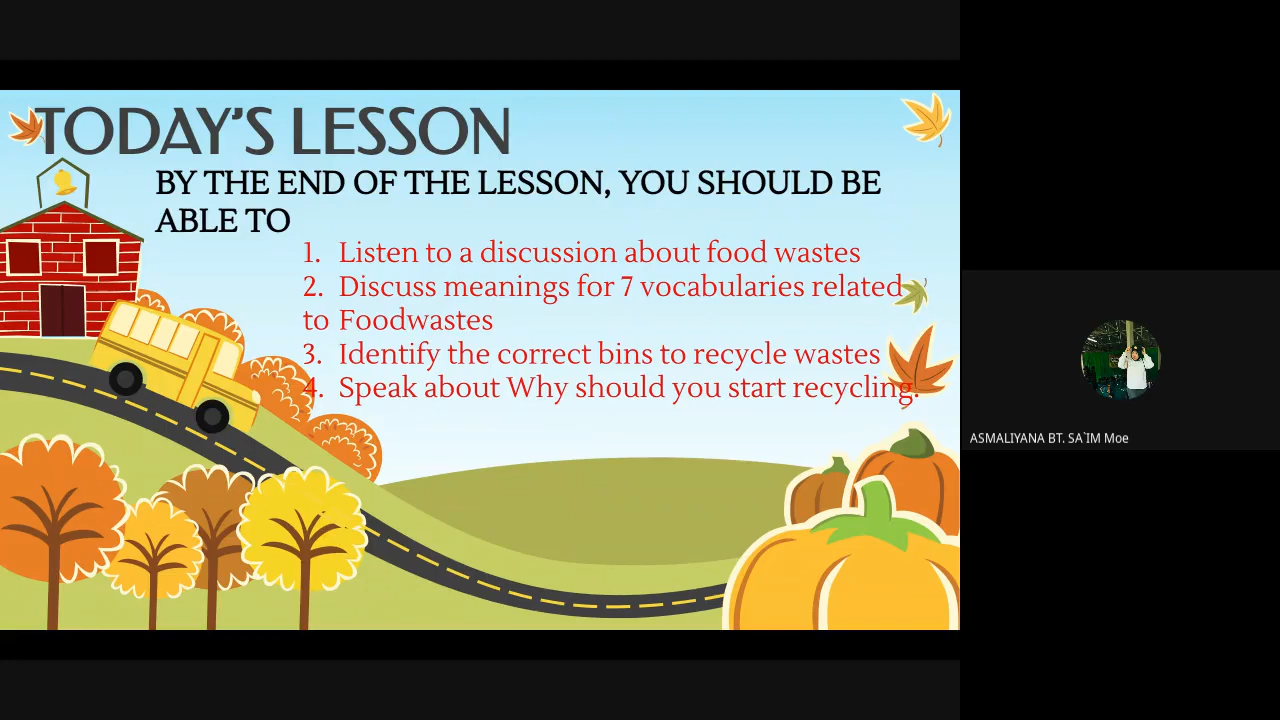 TODAY'S LESSON
BY THE END OF THE LESSON, YOU SHOULD BE
ABLE TO
1. Listen to a discussion about food wastes
2. Discuss meanings for 7 vocabularies related
to Foodwastes
3. Identify the correct bins to recycle wastes
4. Speak about Why should you start recycling.
ASMALIYANA BT. SA`IM Moe